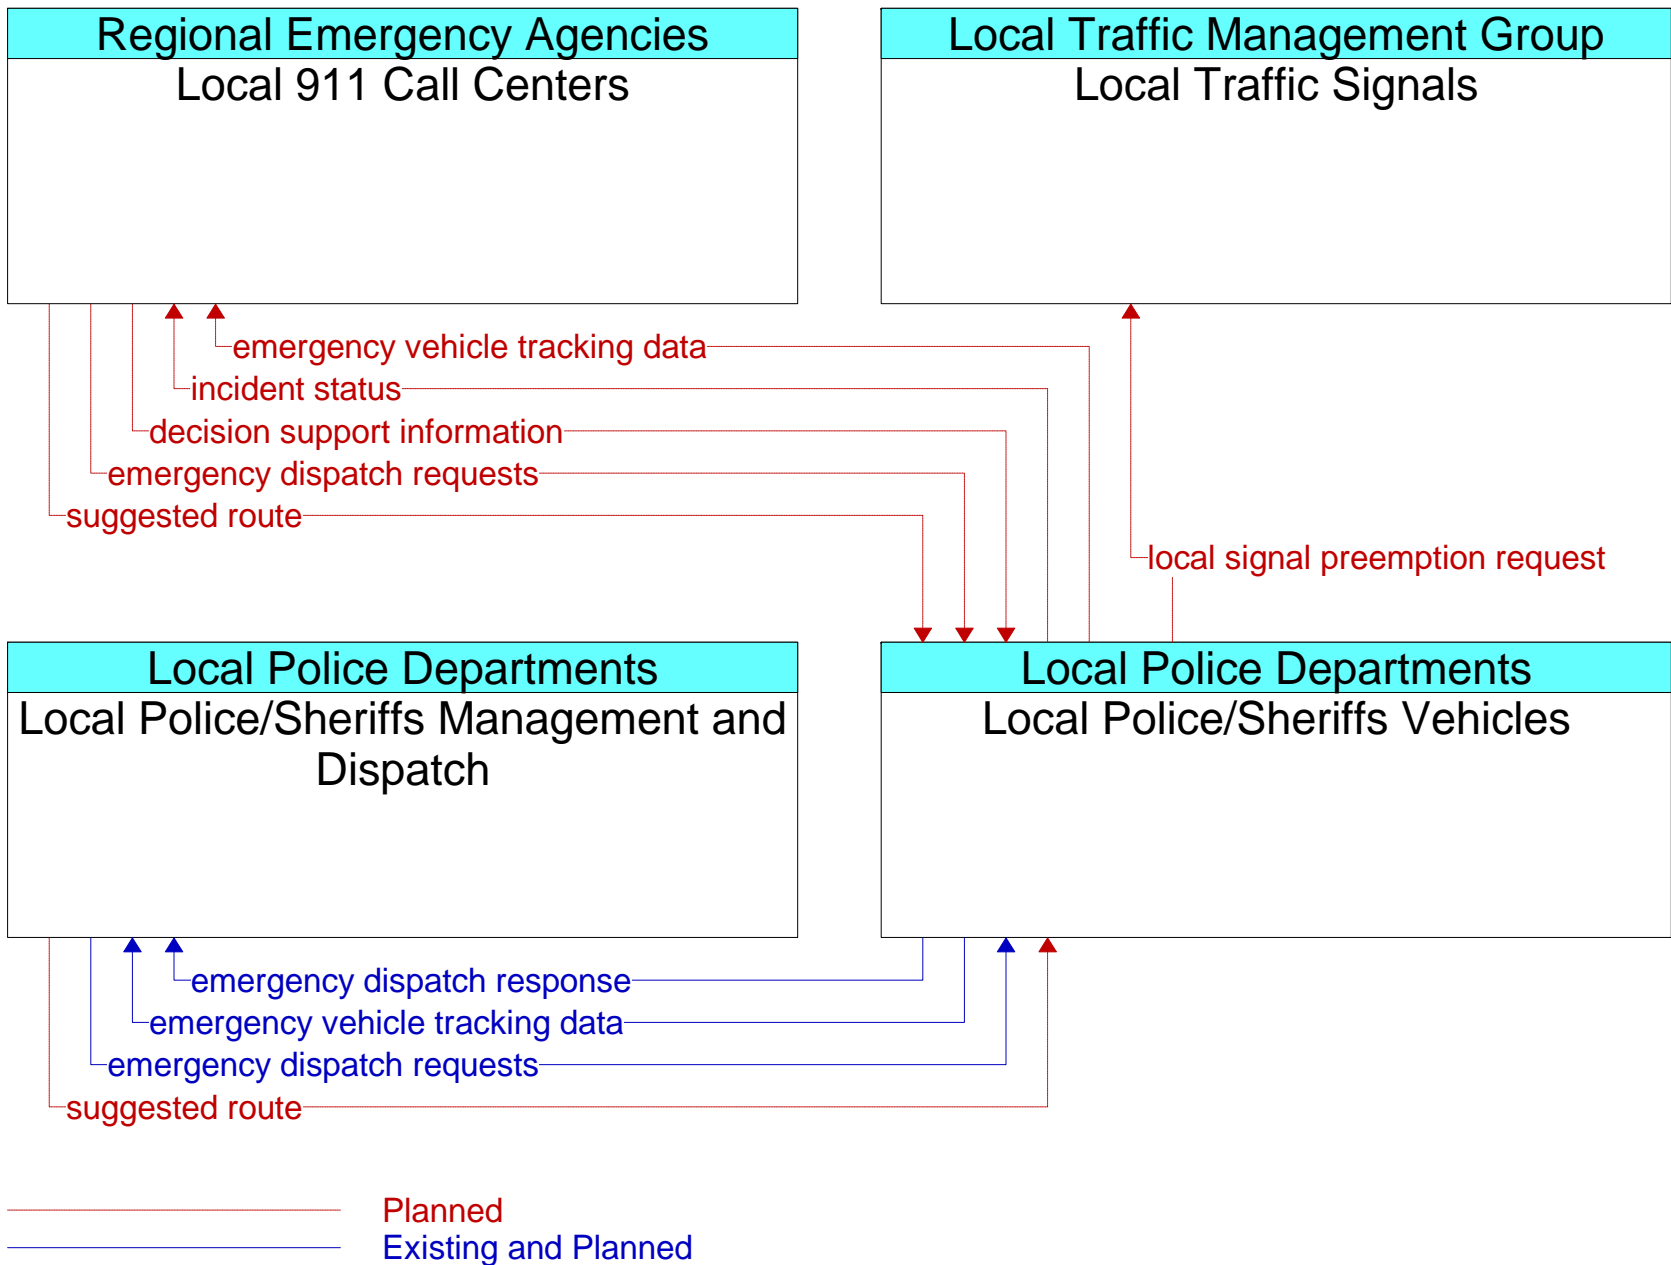 Regional Emergency Agencies
Local 911 Call Centers
Local Traffic Management Group
Local Traffic Signals
emergency vehicle tracking data
incident status
decision support information
emergency dispatch requests
suggested route
local signal preemption request
Local Police Departments
Local Police/Sheriffs Management and
Dispatch
Local Police Departments
Local Police/Sheriffs Vehicles
emergency dispatch response
emergency vehicle tracking data
emergency dispatch requests
suggested route
Planned
Existing and Planned